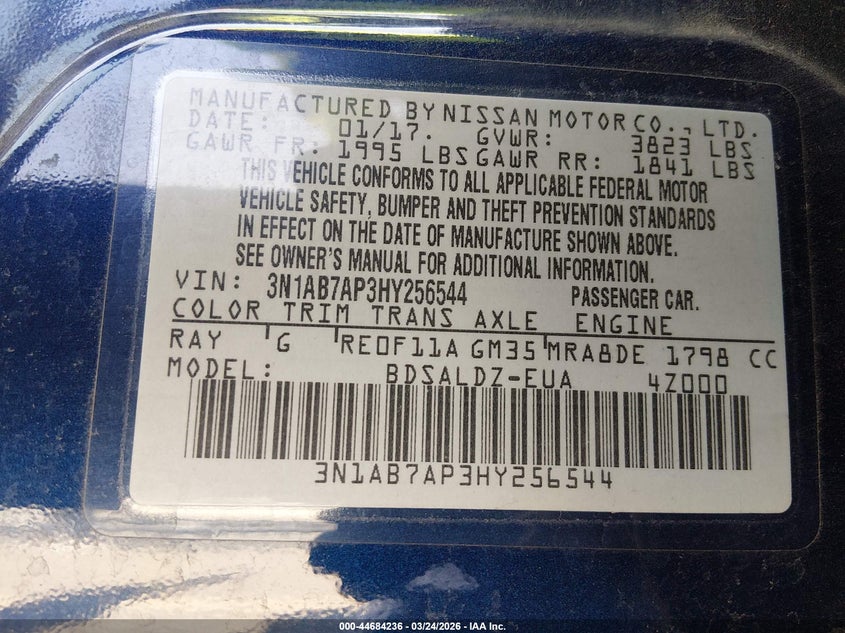 MANUFACTURED BY NISSAN MOTOR CO., LTD.
DATE: 01/17. GVWR: 3823 LBS
GAWR FR: 1995 LBS GAWR RR: 1841 LBS
THIS VEHICLE CONFORMS TO ALL APPLICABLE FEDERAL MOTOR
VEHICLE SAFETY, BUMPER AND THEFT PREVENTION STANDARDS
IN EFFECT ON THE DATE OF MANUFACTURE SHOWN ABOVE.
SEE OWNER'S MANUAL FOR ADDITIONAL INFORMATION.
VIN: 3N1AB7AP3HY256544 PASSENGER CAR.
COLOR TRIM TRANS AXLE ENGINE
RAY G RE0F11A GM35 MRA8DE 1798 CC
MODEL: BDSALDZ-EUA 4Z000
3N1AB7AP3HY256544
000-44684236 - 03/24/2026 - IAA Inc.